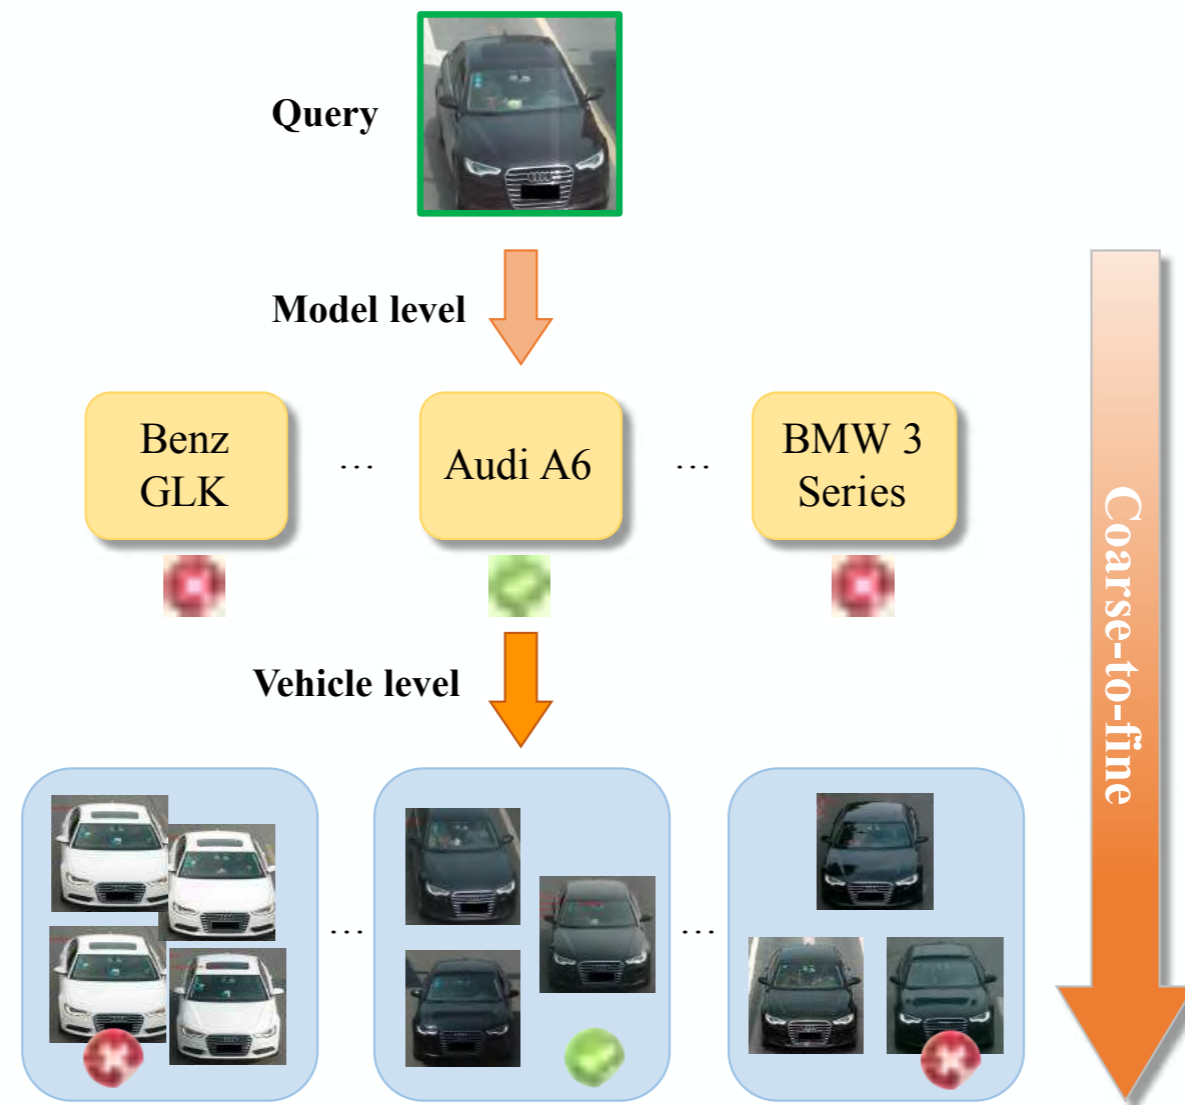 Query
Model level
Benz
GLK
...
Audi A6
...
BMW 3
Series
Vehicle level
...
...
Coarse-to-fine